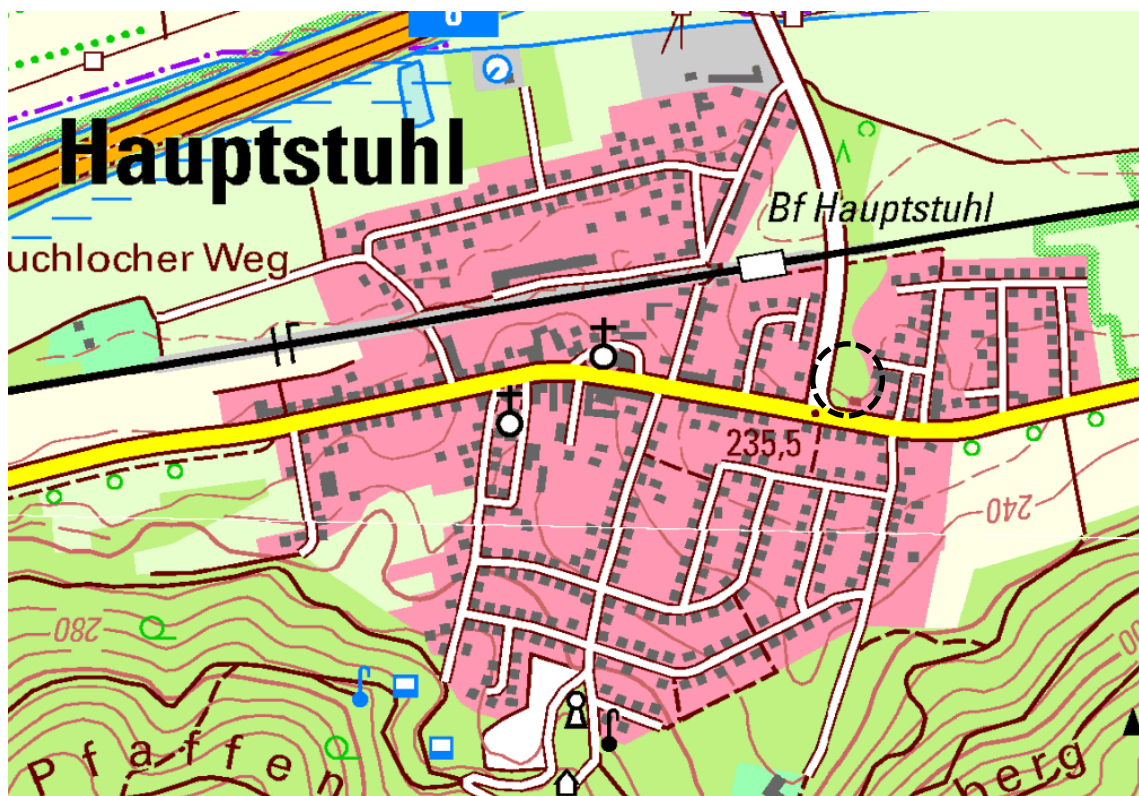 Hauptstuhl
Bf Hauptstuhl
uchlocher Weg
235,5
240
280
Pfaffen
berg